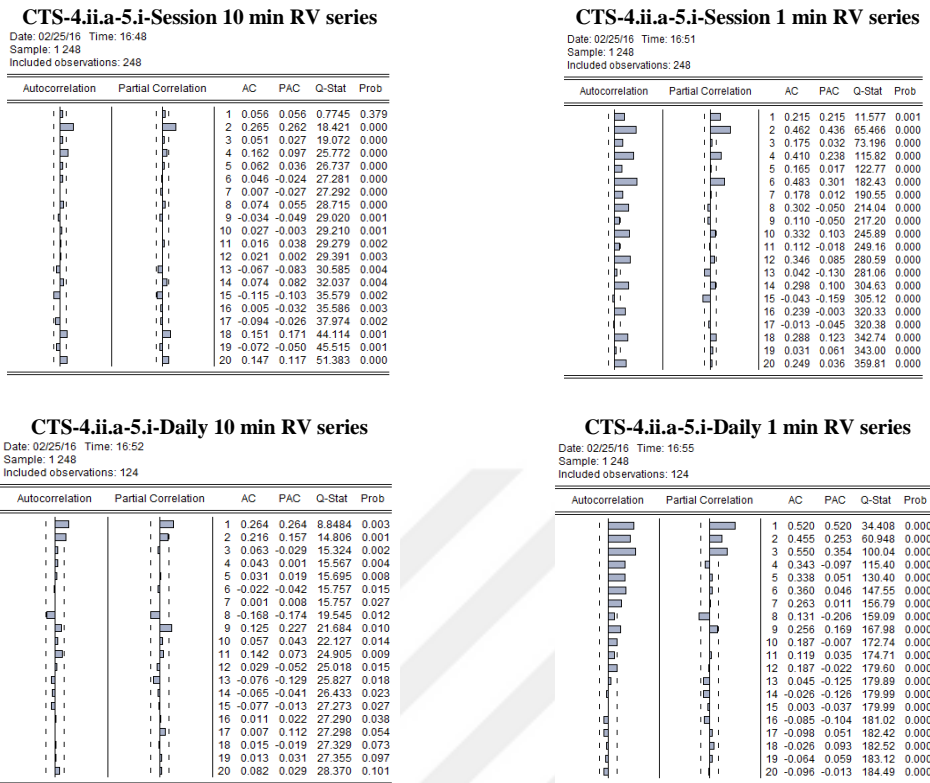 CTS-4.ii.a-5.i-Session 10 min RV series
Date: 02/25/16 Time: 16:48
Sample: 1 248
Included observations: 248
Autocorrelation Partial Correlation AC PAC Q-Stat Prob
1 0.056 0.056 0.7745 0.379
2 0.265 0.262 18.421 0.000
3 0.051 0.027 19.072 0.000
4 0.162 0.097 25.772 0.000
5 0.062 0.036 26.737 0.000
6 0.046 -0.024 27.281 0.000
7 0.007 -0.027 27.292 0.000
8 0.074 0.055 28.715 0.000
9 -0.034 -0.049 29.020 0.001
10 0.027 -0.003 29.210 0.001
11 0.016 0.038 29.279 0.002
12 0.021 0.002 29.391 0.003
13 -0.067 -0.083 30.585 0.004
14 0.074 0.082 32.037 0.004
15 -0.115 -0.103 35.579 0.002
16 0.005 -0.032 35.586 0.003
17 -0.094 -0.026 37.974 0.002
18 0.151 0.171 44.114 0.001
19 -0.072 -0.050 45.515 0.001
20 0.147 0.117 51.383 0.000
CTS-4.ii.a-5.i-Session 1 min RV series
Date: 02/25/16 Time: 16:51
Sample: 1 248
Included observations: 248
Autocorrelation Partial Correlation AC PAC Q-Stat Prob
1 0.215 0.215 11.577 0.001
2 0.462 0.436 65.466 0.000
3 0.175 0.032 73.196 0.000
4 0.410 0.238 115.82 0.000
5 0.165 0.017 122.77 0.000
6 0.483 0.301 182.43 0.000
7 0.178 0.012 190.55 0.000
8 0.302 -0.050 214.04 0.000
9 0.110 -0.050 217.20 0.000
10 0.332 0.103 245.89 0.000
11 0.112 -0.018 249.16 0.000
12 0.346 0.085 280.59 0.000
13 0.042 -0.130 281.06 0.000
14 0.298 0.100 304.63 0.000
15 -0.043 -0.159 305.12 0.000
16 0.239 -0.003 320.33 0.000
17 -0.013 -0.045 320.38 0.000
18 0.288 0.123 342.74 0.000
19 0.031 0.061 343.00 0.000
20 0.249 0.036 359.81 0.000
CTS-4.ii.a-5.i-Daily 10 min RV series
Date: 02/25/16 Time: 16:52
Sample: 1 248
Included observations: 124
Autocorrelation Partial Correlation AC PAC Q-Stat Prob
1 0.264 0.264 8.8484 0.003
2 0.216 0.157 14.806 0.001
3 0.063 -0.029 15.324 0.002
4 0.043 0.001 15.567 0.004
5 0.031 0.019 15.695 0.008
6 -0.022 -0.042 15.757 0.015
7 0.001 0.008 15.757 0.027
8 -0.168 -0.174 19.545 0.012
9 0.125 0.227 21.684 0.010
10 0.057 0.043 22.127 0.014
11 0.142 0.073 24.905 0.009
12 0.029 -0.052 25.018 0.015
13 -0.076 -0.129 25.827 0.018
14 -0.065 -0.041 26.433 0.023
15 -0.077 -0.013 27.273 0.027
16 0.011 0.022 27.290 0.038
17 0.007 0.112 27.298 0.054
18 0.015 -0.019 27.329 0.073
19 0.013 0.031 27.355 0.097
20 0.082 0.029 28.370 0.101
CTS-4.ii.a-5.i-Daily 1 min RV series
Date: 02/25/16 Time: 16:55
Sample: 1 248
Included observations: 124
Autocorrelation Partial Correlation AC PAC Q-Stat Prob
1 0.520 0.520 34.408 0.000
2 0.455 0.253 60.948 0.000
3 0.550 0.354 100.04 0.000
4 0.343 -0.097 115.40 0.000
5 0.338 0.051 130.40 0.000
6 0.360 0.046 147.55 0.000
7 0.263 0.011 156.79 0.000
8 0.131 -0.206 159.09 0.000
9 0.256 0.169 167.98 0.000
10 0.187 -0.007 172.74 0.000
11 0.119 0.035 174.71 0.000
12 0.187 -0.022 179.60 0.000
13 0.045 -0.125 179.89 0.000
14 -0.026 -0.126 179.99 0.000
15 0.003 -0.037 179.99 0.000
16 -0.085 -0.104 181.02 0.000
17 -0.098 0.051 182.42 0.000
18 -0.026 0.093 182.52 0.000
19 -0.064 0.059 183.12 0.000
20 -0.096 -0.013 184.49 0.000